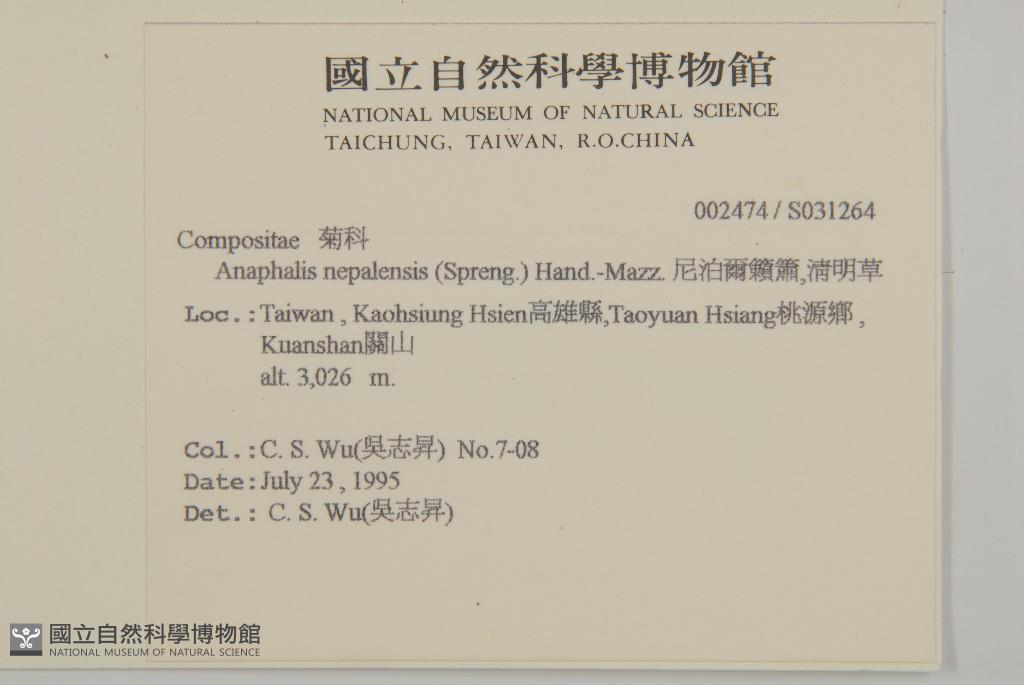 國立自然科學博物館
NATIONAL MUSEUM OF NATURAL SCIENCE
TAICHUNG, TAIWAN, R.O.CHINA
002474 / S031264
Compositae 菊科
Anaphalis nepalensis (Spreng.) Hand.-Mazz. 尼泊爾籟簫,清明草
Loc.:Taiwan , Kaohsiung Hsien高雄縣,Taoyuan Hsiang桃源鄉 ,
Kuanshan關山
alt. 3,026 m.
Col.:C. S. Wu(吳志昇) No.7-08
Date:July 23 , 1995
Det.: C. S. Wu(吳志昇)
國立自然科學博物館
NATIONAL MUSEUM OF NATURAL SCIENCE